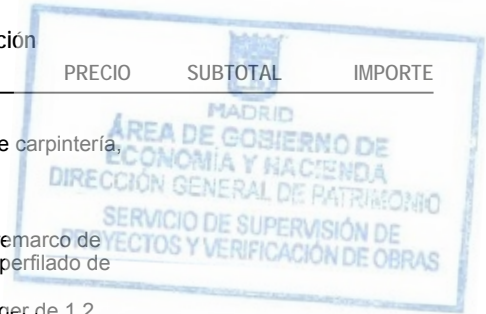 ción
PRECIO SUBTOTAL IMPORTE
MADRID
e carpintería,
ÁREA DE GOBIERNO DE
ECONOMÍA Y HACIENDA
DIRECCIÓN GENERAL DE PATRIMONIO
SERVICIO DE SUPERVISIÓN DE
PROYECTOS Y VERIFICACIÓN DE OBRAS
emarco de
perfilado de
ger de 1,2